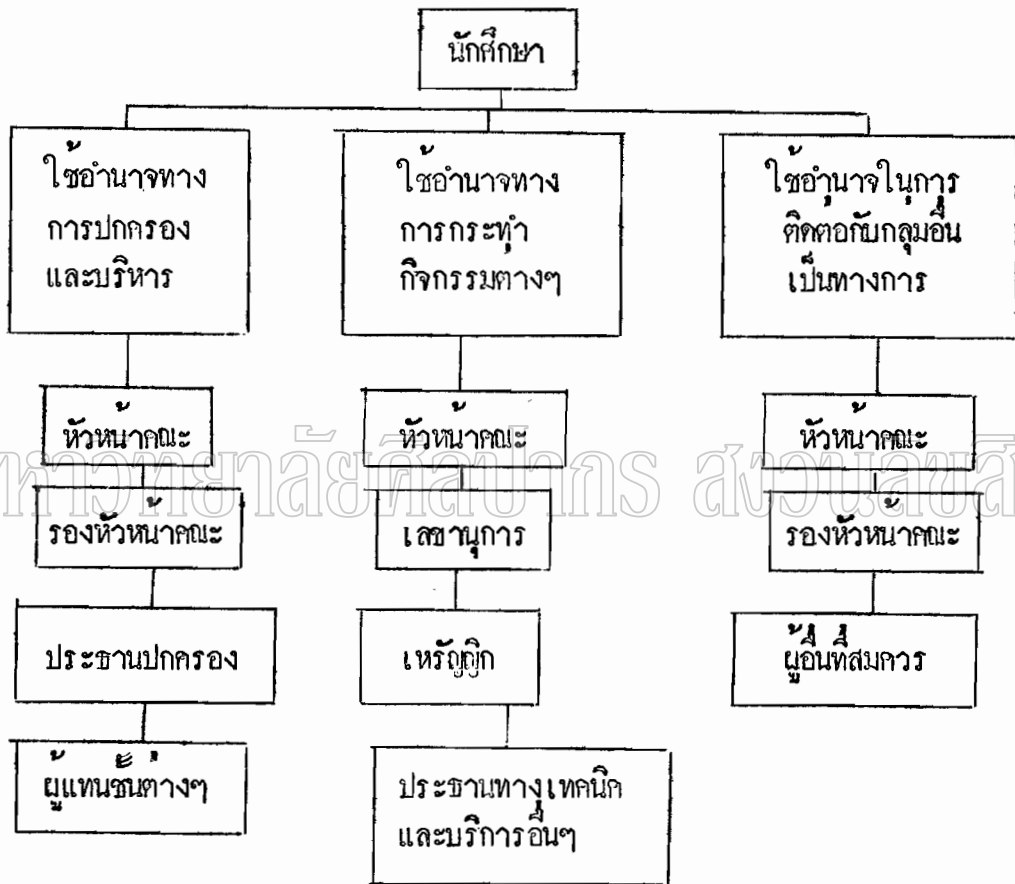 นักศึกษา
ใช้อำนาจทาง
การปกครอง
และบริหาร
ใช้อำนาจทาง
การกระทำ
กิจกรรมต่างๆ
ใช้อำนาจในการ
ติดต่อกับกลุ่มอื่น
เป็นทางการ
หัวหน้าคณะ
หัวหน้าคณะ
หัวหน้าคณะ
หาวิทยาลัยศิลปากร สงวนลิขสิ
รองหัวหน้าคณะ
เลขานุการ
รองหัวหน้าคณะ
ประธานปกครอง
เหรัญญิก
ผู้อื่นที่สมควร
ผู้แทนชั้นต่างๆ
ประธานทางเทคนิค
และบริการอื่นๆ